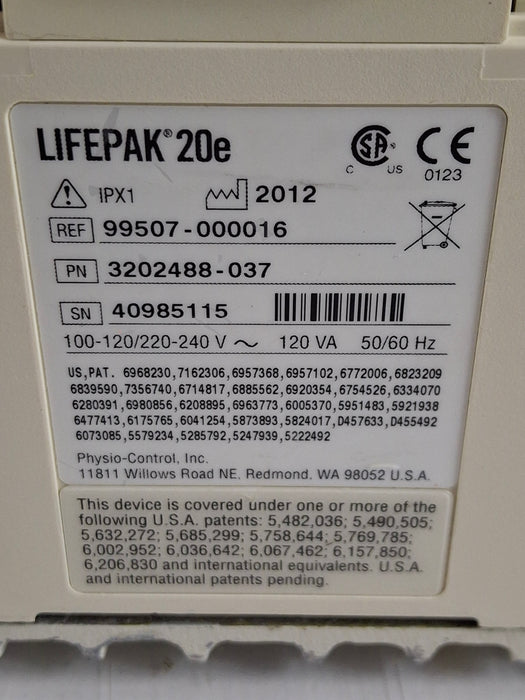 LIFEPAK® 20e
C SA US CE 0123
IPX1 2012
REF 99507-000016
PN 3202488-037
SN 40985115
100-120/220-240 V ~ 120 VA 50/60 Hz
US,PAT. 6968230,7162306,6957368,6957102,6772006,6823209
6839590,7356740,6714817,6885562,6920354,6754526,6334070
6280391,6980856,6208895,6963773,6005370,5951483,5921938
6477413,6175765,6041254,5873893,5824017,D457633,D455492
6073085,5579234,5285792,5247939,5222492
Physio-Control, Inc.
11811 Willows Road NE, Redmond, WA 98052 U.S.A.
This device is covered under one or more of the
following U.S.A. patents: 5,482,036; 5,490,505;
5,632,272; 5,685,299; 5,758,644; 5,769,785;
6,002,952; 6,036,642; 6,067,462; 6,157,850;
6,206,830 and international equivalents. U.S.A.
and international patents pending.